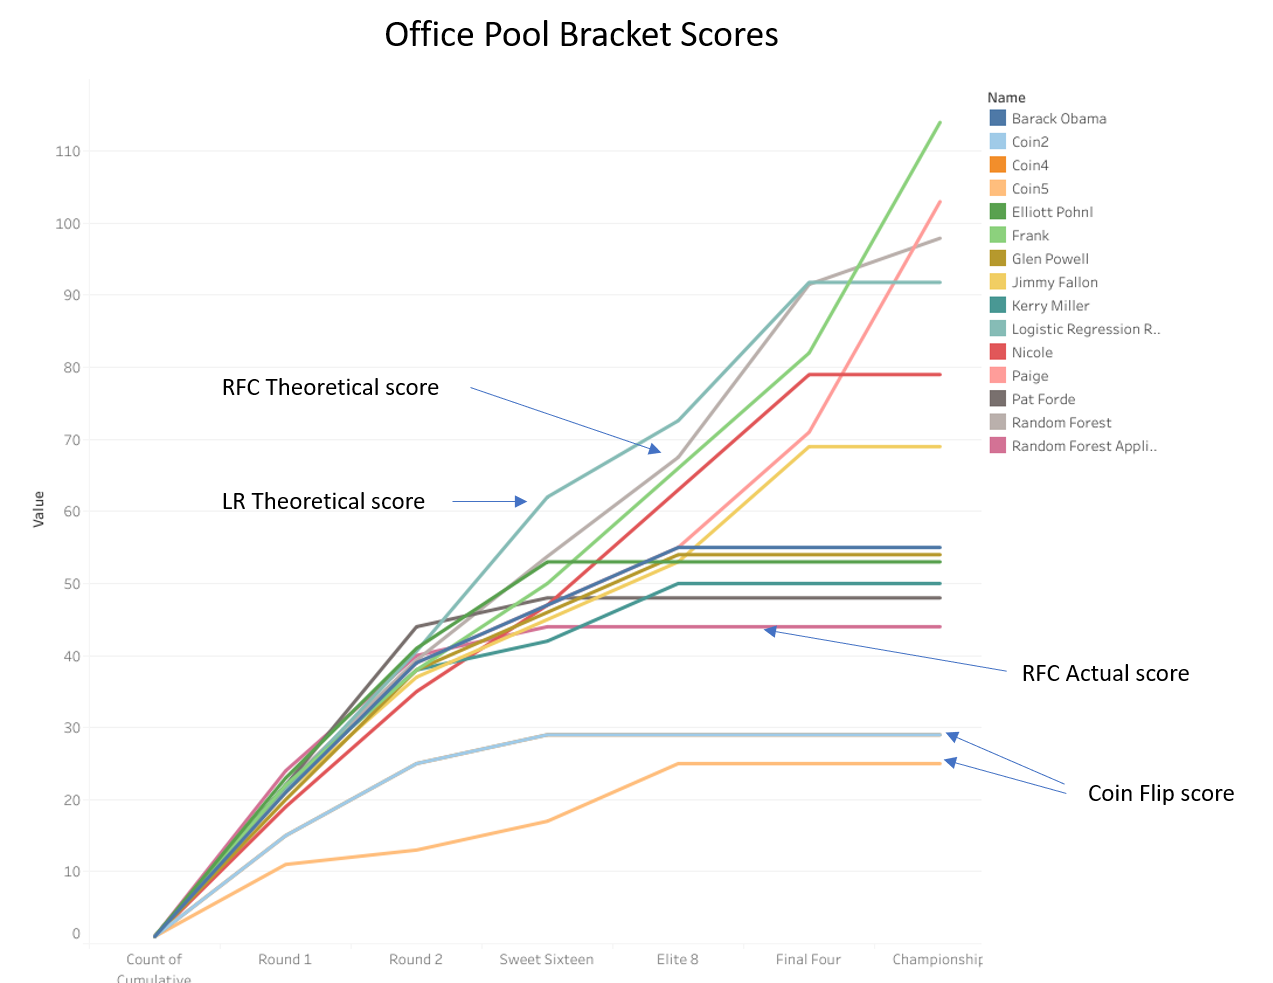 Office Pool Bracket Scores
Name
Barack Obama
Coin2
Coin4
Coin5
Elliott Pohnl
Frank
Glen Powell
Jimmy Fallon
Kerry Miller
Logistic Regression R..
Nicole
Paige
Pat Forde
Random Forest
Random Forest Appli..
Value
110
100
90
80
70
60
50
40
30
20
10
0
RFC Theoretical score
LR Theoretical score
RFC Actual score
Coin Flip score
Count of
Cumulative
Round 1
Round 2
Sweet Sixteen
Elite 8
Final Four
Championship